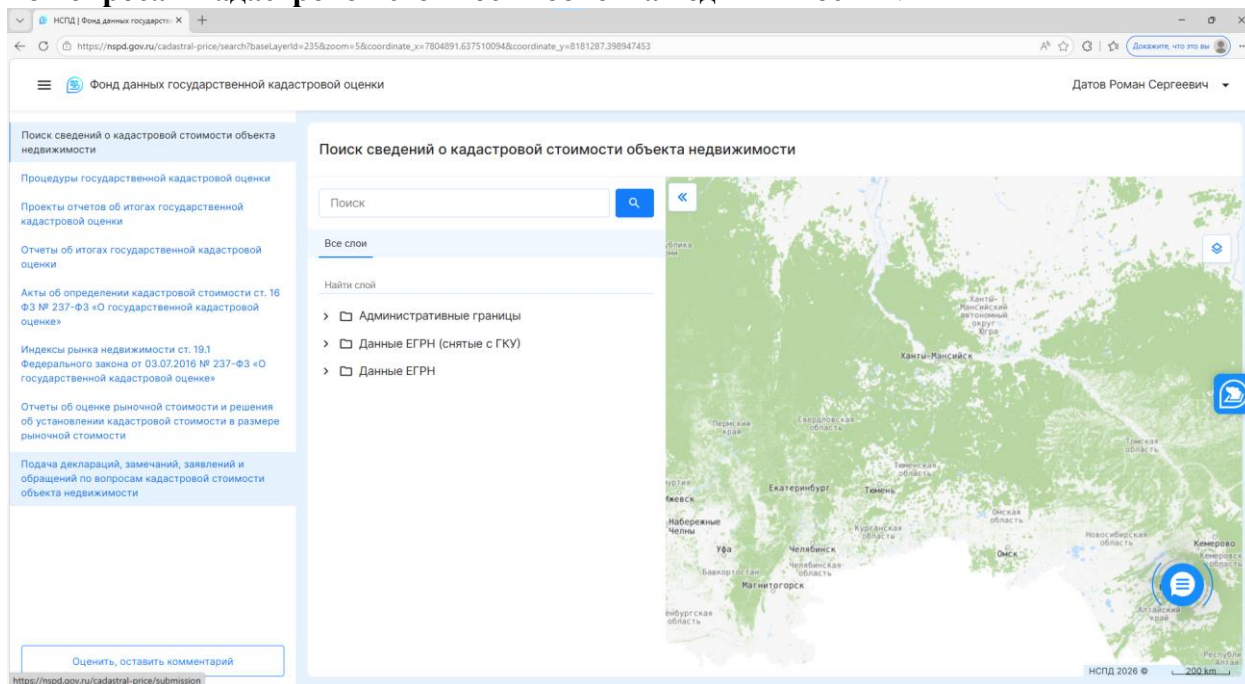 НСПД | Фонд данных государстве
https://nspd.gov.ru/cadastral-price/search?baseLayerId=235&zoom=5&coordinate_x=7804891.637510094&coordinate_y=8181287.398947453
Докажите, что это вы
Фонд данных государственной кадастровой оценки
Датов Роман Сергеевич
Поиск сведений о кадастровой стоимости объекта
недвижимости
Процедуры государственной кадастровой оценки
Проекты отчетов об итогах государственной
кадастровой оценки
Отчеты об итогах государственной кадастровой
оценки
Акты об определении кадастровой стоимости ст. 16
ФЗ № 237-ФЗ «О государственной кадастровой
оценке»
Индексы рынка недвижимости ст. 19.1
Федерального закона от 03.07.2016 № 237-ФЗ «О
государственной кадастровой оценке»
Отчеты об оценке рыночной стоимости и решения
об установлении кадастровой стоимости в размере
рыночной стоимости
Подача деклараций, замечаний, заявлений и
обращений по вопросам кадастровой стоимости
объекта недвижимости
Оценить, оставить комментарий
https://nspd.gov.ru/cadastral-price/submission
Поиск сведений о кадастровой стоимости объекта недвижимости
Поиск
Все слои
Найти слой
Административные границы
Данные ЕГРН (снятые с ГКУ)
Данные ЕГРН
Ханты-
Мансийский
автономный
округ -
Югра
Ханты-Мансийск
Пермский
край
Свердловская
область
Томская
область
Тюменская
область
Екатеринбург
Тюмень
Ижевск
Набережные
Челны
Омская
область
Курганская
область
Новосибирская
область
Кемерово
Кемеровская
область
Уфа
Челябинск
Омск
Башкортостан
Челябинская
область
Магнитогорск
Алтайский
край
Оренбургская
область
НСПД 2026 ©
200 km